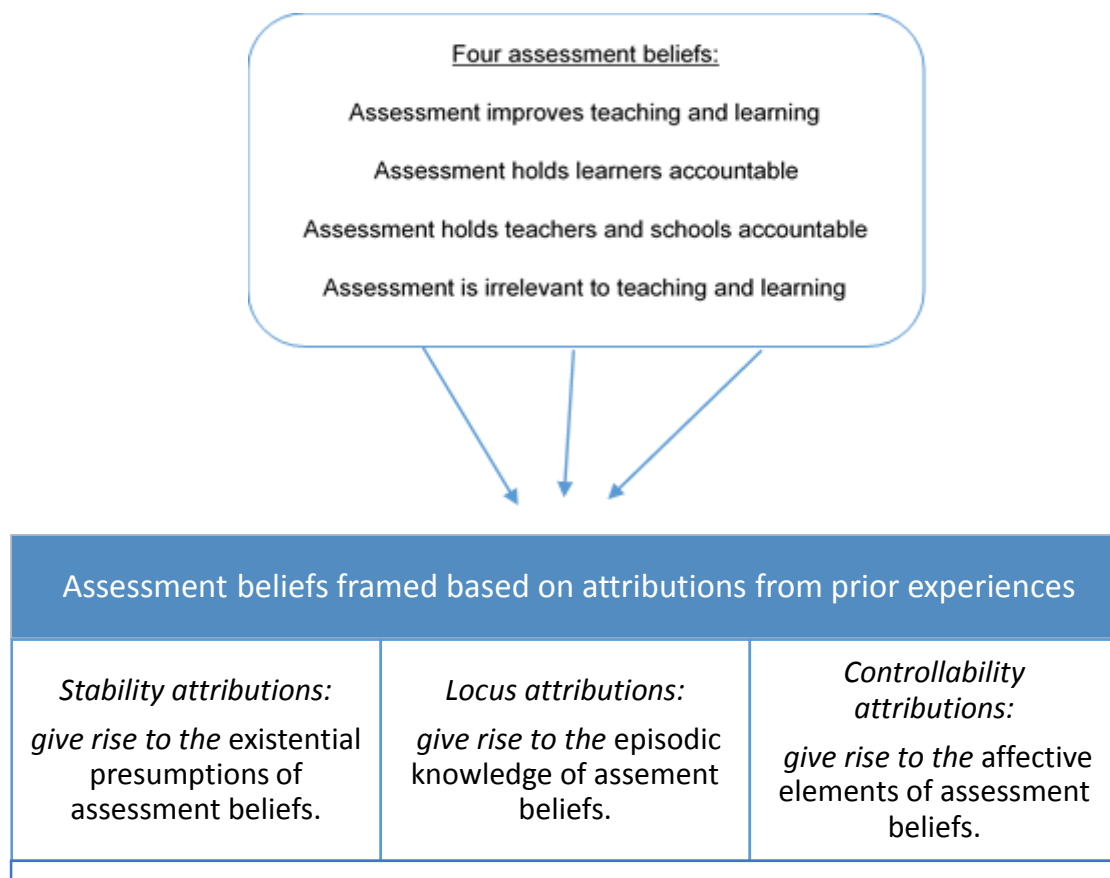 Four assessment beliefs:
Assessment improves teaching and learning
Assessment holds learners accountable
Assessment holds teachers and schools accountable
Assessment is irrelevant to teaching and learning
Assessment beliefs framed based on attributions from prior experiences
Stability attributions:
give rise to the existential
presumptions of
assessment beliefs.
Locus attributions:
give rise to the episodic
knowledge of assement
beliefs.
Controllability
attributions:
give rise to the affective
elements of assessment
beliefs.